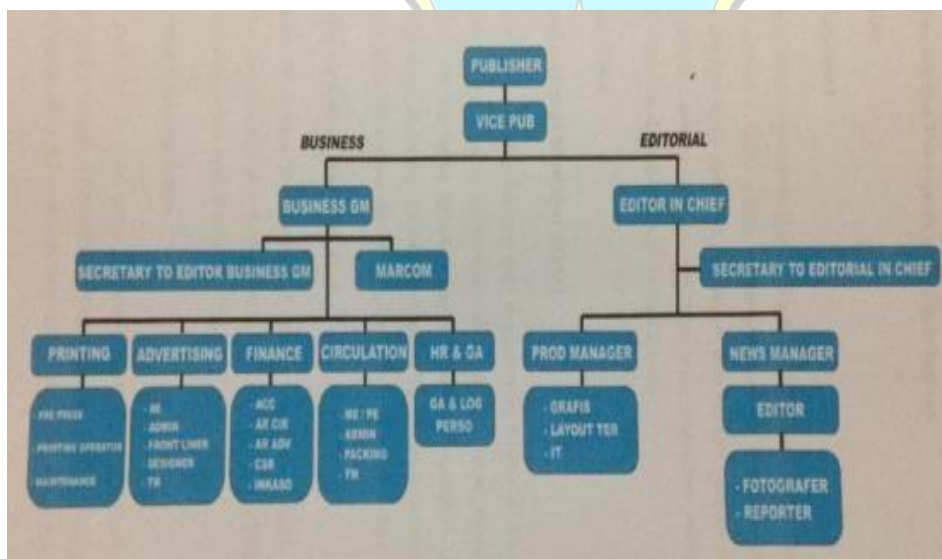 PUBLISHER
VICE PUB
BUSINESS
EDITORIAL
BUSINESS GM
EDITOR IN CHIEF
SECRETARY TO EDITOR BUSINESS GM
MARCOM
SECRETARY TO EDITORIAL IN CHIEF
PRINTING
ADVERTISING
FINANCE
CIRCULATION
HR & GA
PROD MANAGER
NEWS MANAGER
- PRE PRESS
- PRINTING OPERATOR
- MAINTENANCE
- AE
- ADMIN
- FRONT LINER
- DESIGNER
- TM
- ACC
- AR CIR
- AR ADV
- CSR
- INKASO
- ME / PE
- ADMIN
- PACKING
- TM
GA & LOG
PERSO
- GRAFIS
- LAYOUT TER
- IT
EDITOR
- FOTOGRAFER
- REPORTER